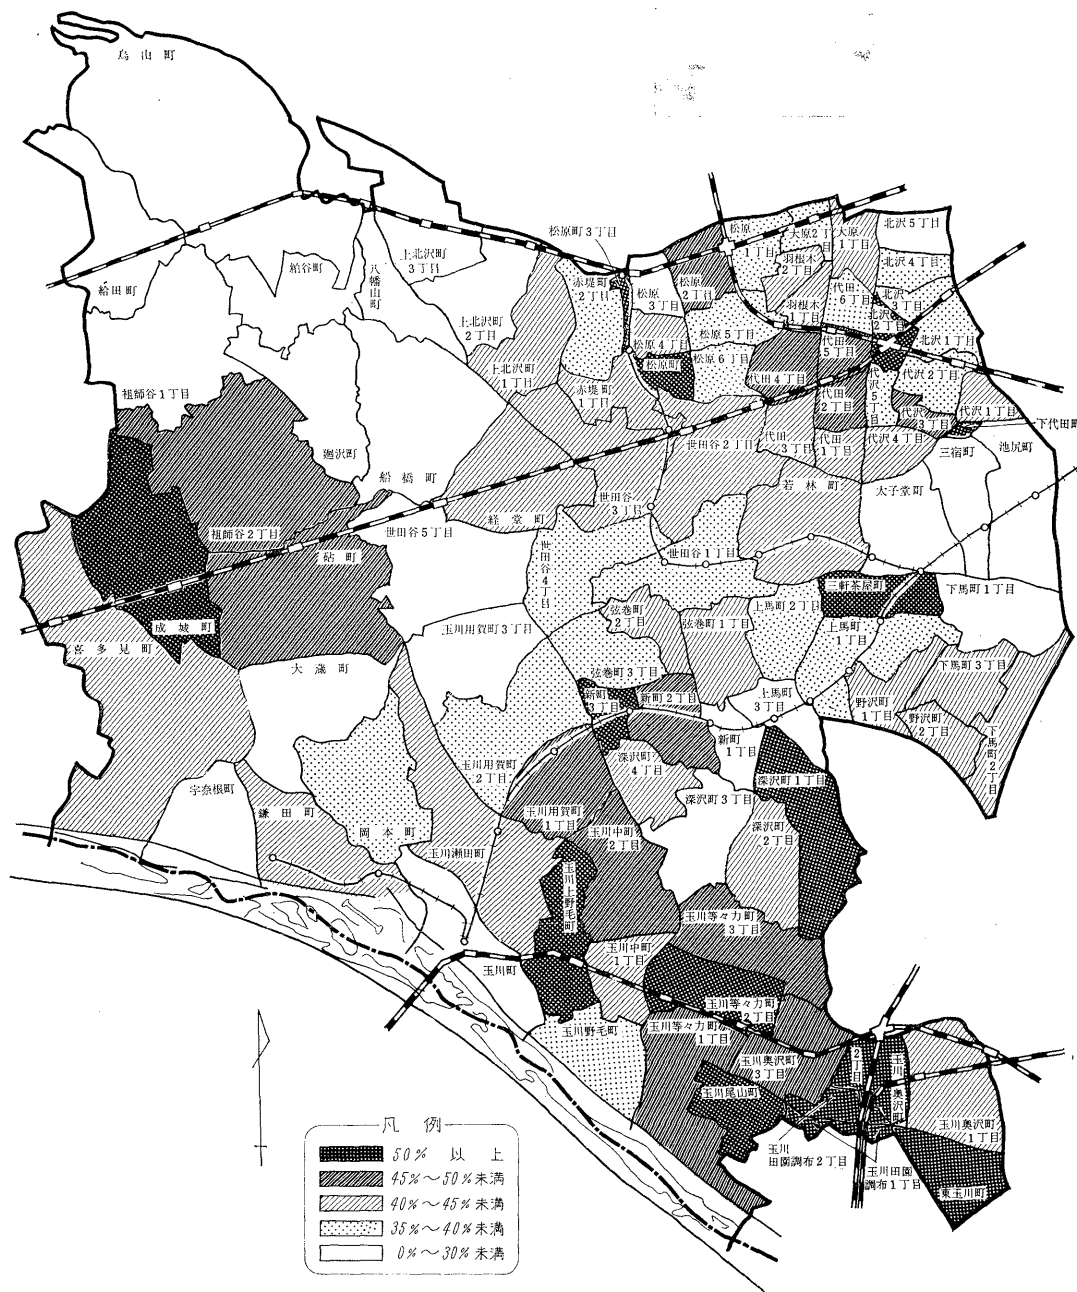 烏山町
松原町3丁目
松原
1丁目
大原2丁目
大原
1丁目
北沢5丁目
給田町
粕谷町
八幡山町
上北沢町
3丁目
赤堤町
2丁目
松原
3丁目
松原
2丁目
羽根木
2丁目
羽根木
1丁目
代田
6丁目
北沢4丁目
北沢
3丁目
北沢
2丁目
北沢1丁目
上北沢町
2丁目
松原4丁目
松原5丁目
松原6丁目
松原町
代田
5丁目
代田4丁目
代沢2丁目
上北沢町
1丁目
赤堤町
1丁目
代田
2丁目
代沢5丁目
代沢
3丁目
代沢1丁目
下代田町
祖師谷1丁目
廻沢町
船橋町
世田谷2丁目
代田
3丁目
代田
1丁目
代沢4丁目
三宿町
池尻町
世田谷
3丁目
若林町
太子堂町
祖師谷2丁目
砧町
世田谷5丁目
経堂町
世田谷4丁目
世田谷1丁目
三軒茶屋町
下馬町1丁目
成城町
喜多見町
大蔵町
玉川用賀町3丁目
弦巻町
2丁目
弦巻町1丁目
上馬町2丁目
上馬町
1丁目
下馬町3丁目
弦巻町3丁目
新町
3丁目
新町2丁目
上馬町
3丁目
野沢町
1丁目
野沢町
2丁目
下馬町2丁目
新町
1丁目
宇奈根町
鎌田町
岡本町
玉川用賀町
2丁目
深沢町
4丁目
深沢町3丁目
深沢町1丁目
深沢町
2丁目
玉川用賀町
1丁目
玉川中町
2丁目
玉川瀬田町
玉川上野毛町
玉川等々力町
3丁目
玉川町
玉川中町
1丁目
玉川等々力町
2丁目
玉川野毛町
玉川等々力町
1丁目
玉川奥沢町
3丁目
2丁目
玉川奥沢町
玉川尾山町
玉川奥沢町
1丁目
玉川
田園調布2丁目
玉川田園
調布1丁目
東玉川町
凡例
50% 以上
45%～50%未満
40%～45%未満
35%～40%未満
0%～30%未満